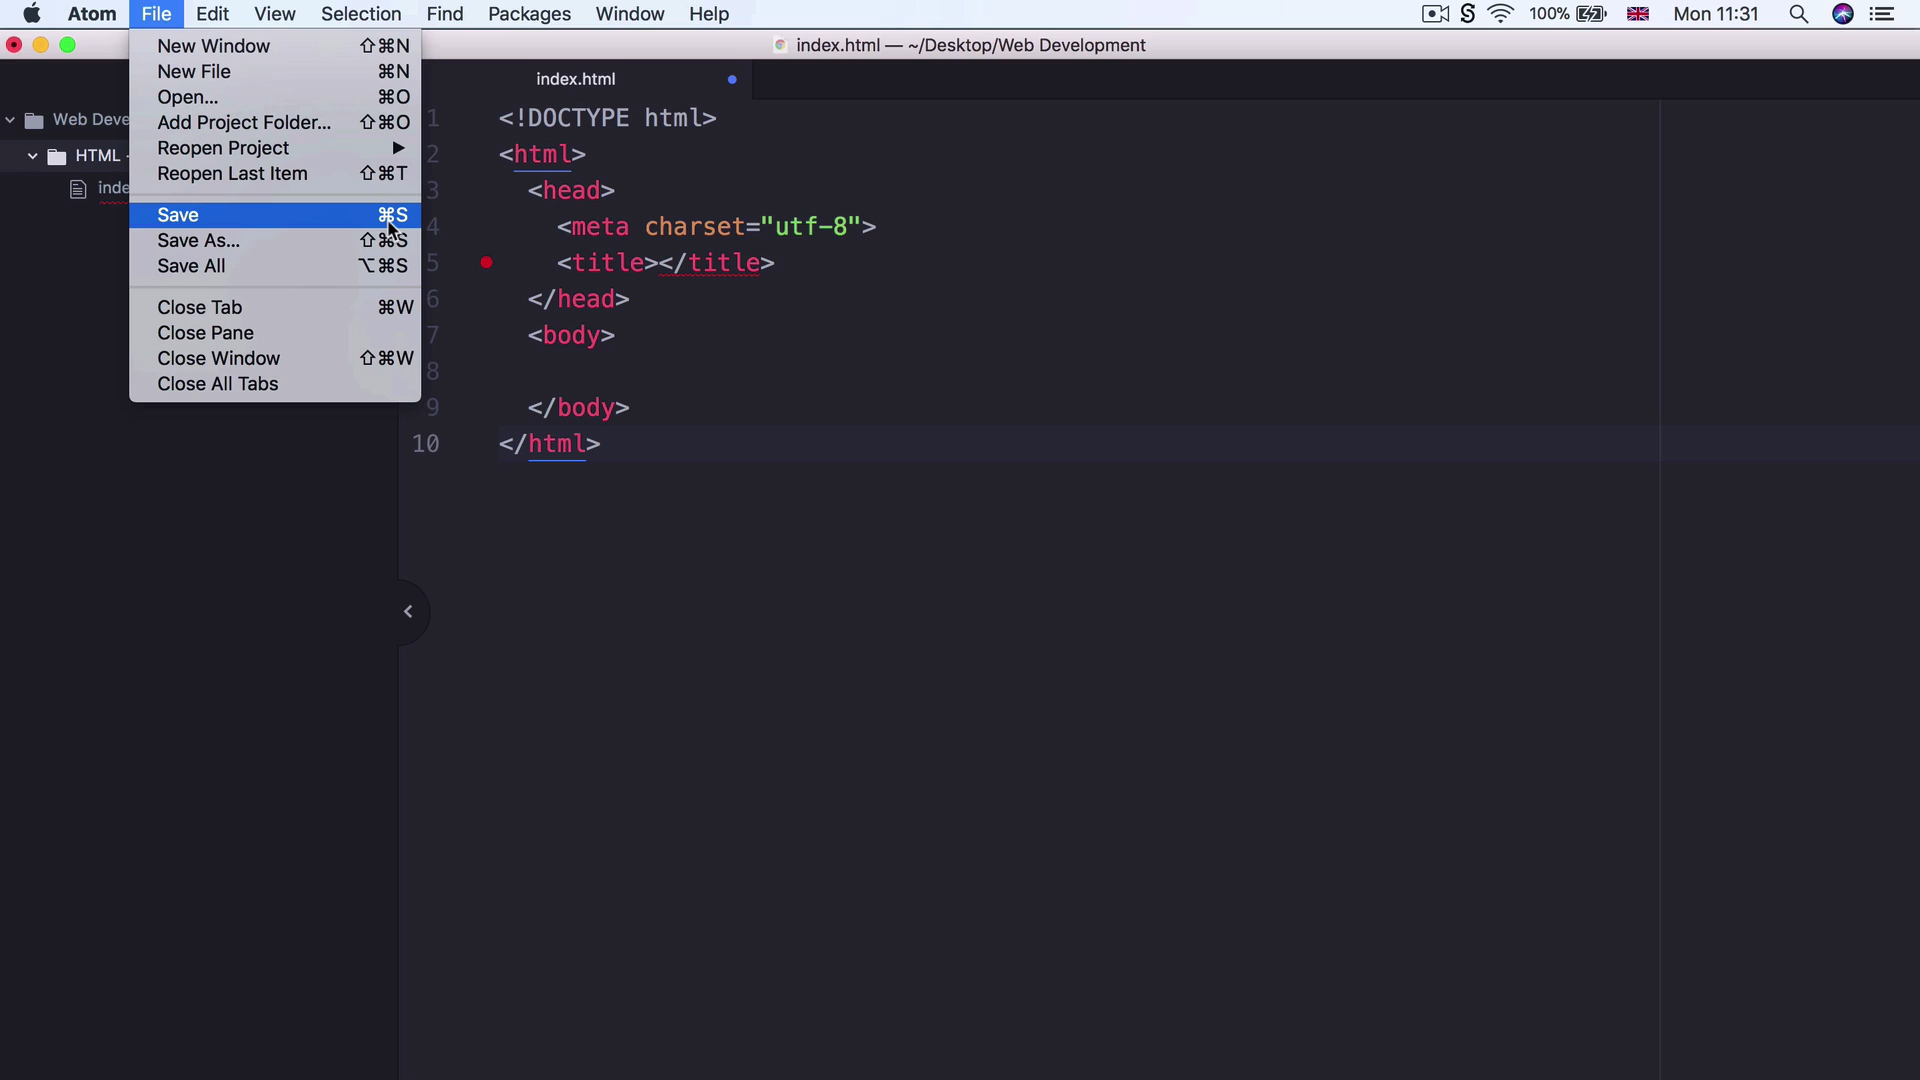 Atom File Edit View Selection Find Packages Window Help 100% Mon 11:31
index.html — ~/Desktop/Web Development
New Window ⇧⌘N
New File ⌘N
Open... ⌘O
Add Project Folder... ⇧⌘O
Reopen Project ▶
Reopen Last Item ⇧⌘T
Save ⌘S
Save As... ⇧⌘S
Save All ⌥⌘S
Close Tab ⌘W
Close Pane
Close Window ⇧⌘W
Close All Tabs
Web Deve
HTML -
inde
index.html
1 <!DOCTYPE html>
2 <html>
3 <head>
4 <meta charset="utf-8">
5 <title></title>
6 </head>
7 <body>
8
9 </body>
10 </html>